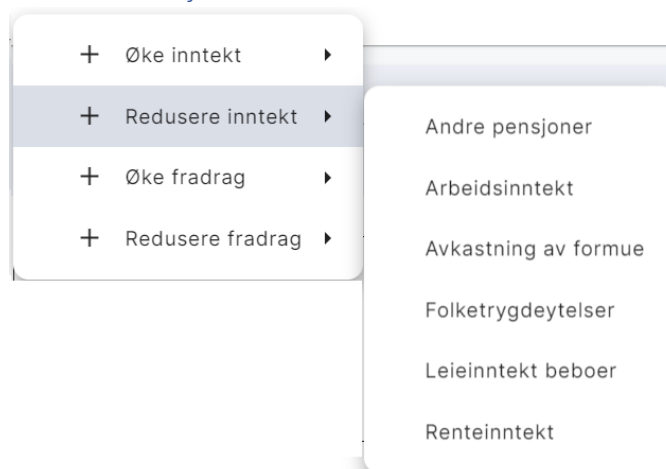 + Øke inntekt
+ Redusere inntekt
+ Øke fradrag
+ Redusere fradrag
Andre pensjoner
Arbeidsinntekt
Avkastning av formue
Folketrygdeytelser
Leieinntekt beboer
Renteinntekt